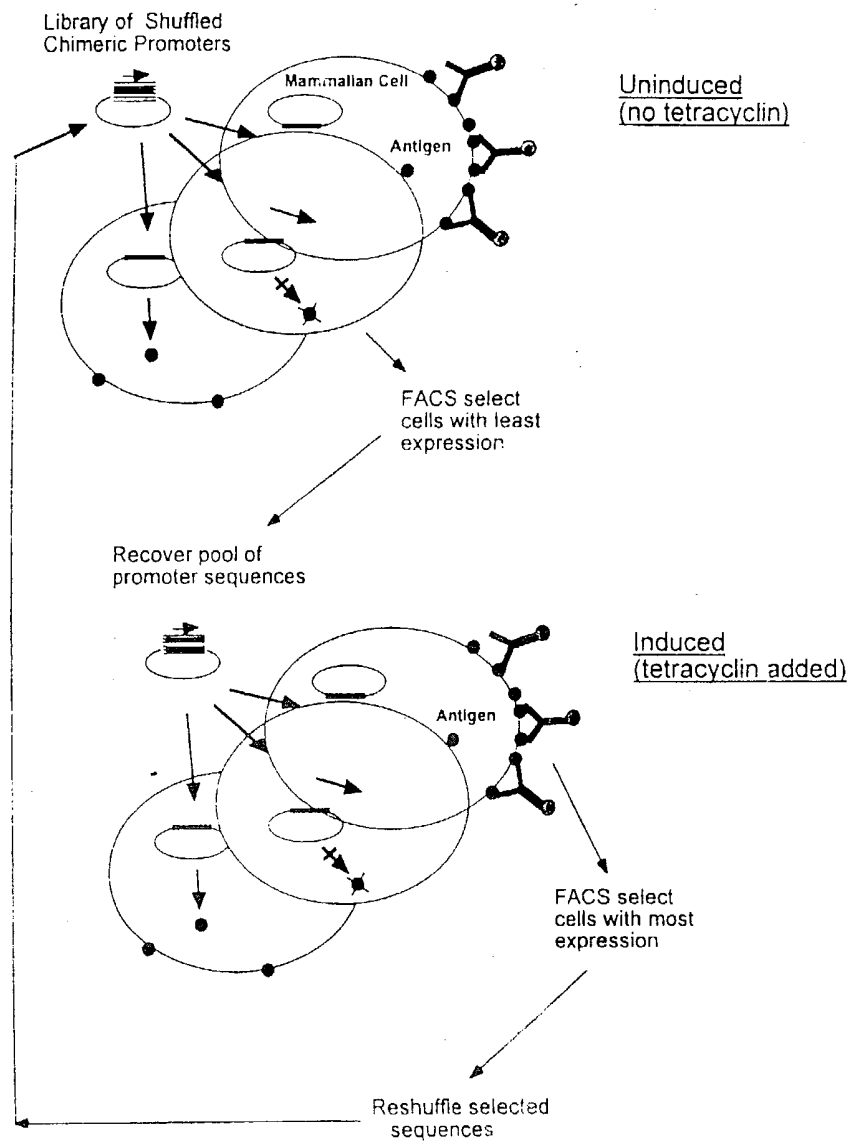 Library of Shuffled
Chimeric Promoters
Mammalian Cell
Uninduced
(no tetracyclin)
Antigen
FACS select
cells with least
expression
Recover pool of
promoter sequences
Induced
(tetracyclin added)
Antigen
FACS select
cells with most
expression
Reshuffle selected
sequences